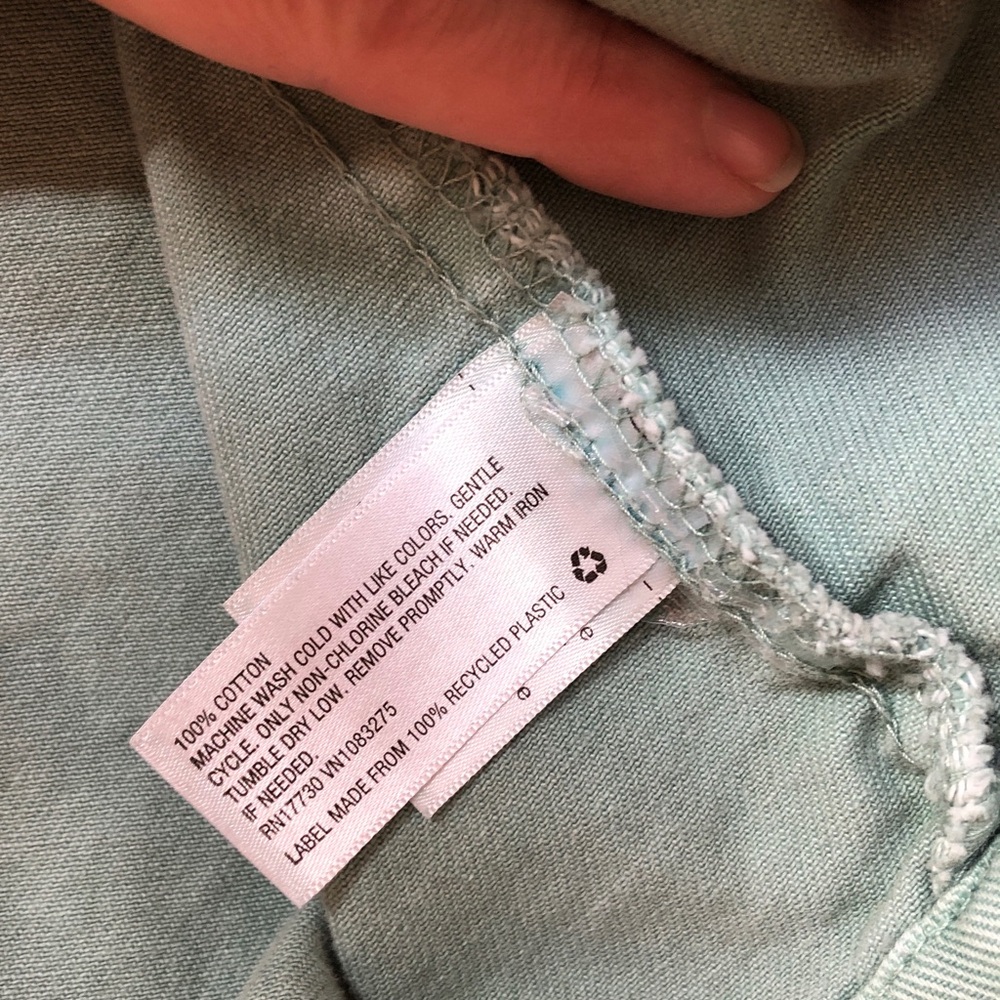 100% COTTON
MACHINE WASH COLD WITH LIKE COLORS. GENTLE
CYCLE. ONLY NON-CHLORINE BLEACH IF NEEDED.
TUMBLE DRY LOW. REMOVE PROMPTLY. WARM IRON
IF NEEDED.
RN17730 VN1083275
LABEL MADE FROM 100% RECYCLED PLASTIC